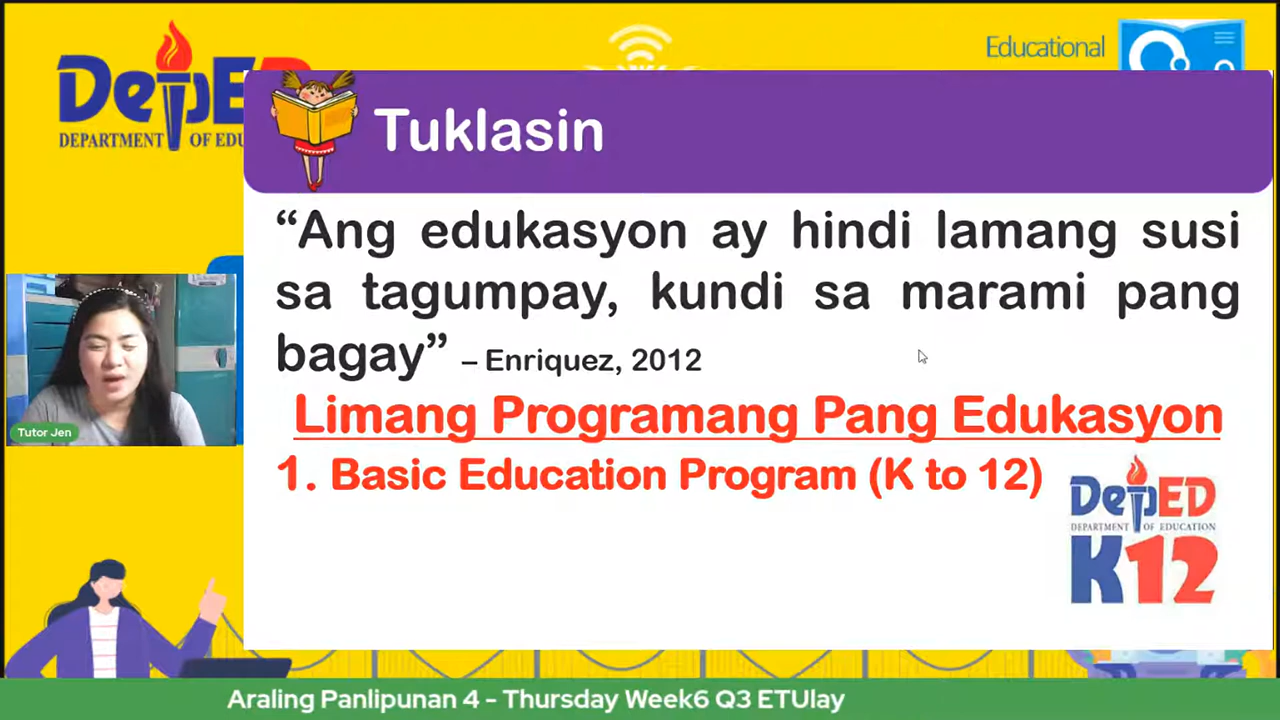 Educational
DepED
DEPARTMENT OF EDU
Tuklasin
“Ang edukasyon ay hindi lamang susi
sa tagumpay, kundi sa marami pang
bagay” – Enriquez, 2012
Limang Programang Pang Edukasyon
1. Basic Education Program (K to 12)
DepED
DEPARTMENT OF EDUCATION
K12
Tutor Jen
Araling Panlipunan 4 - Thursday Week6 Q3 ETUlay